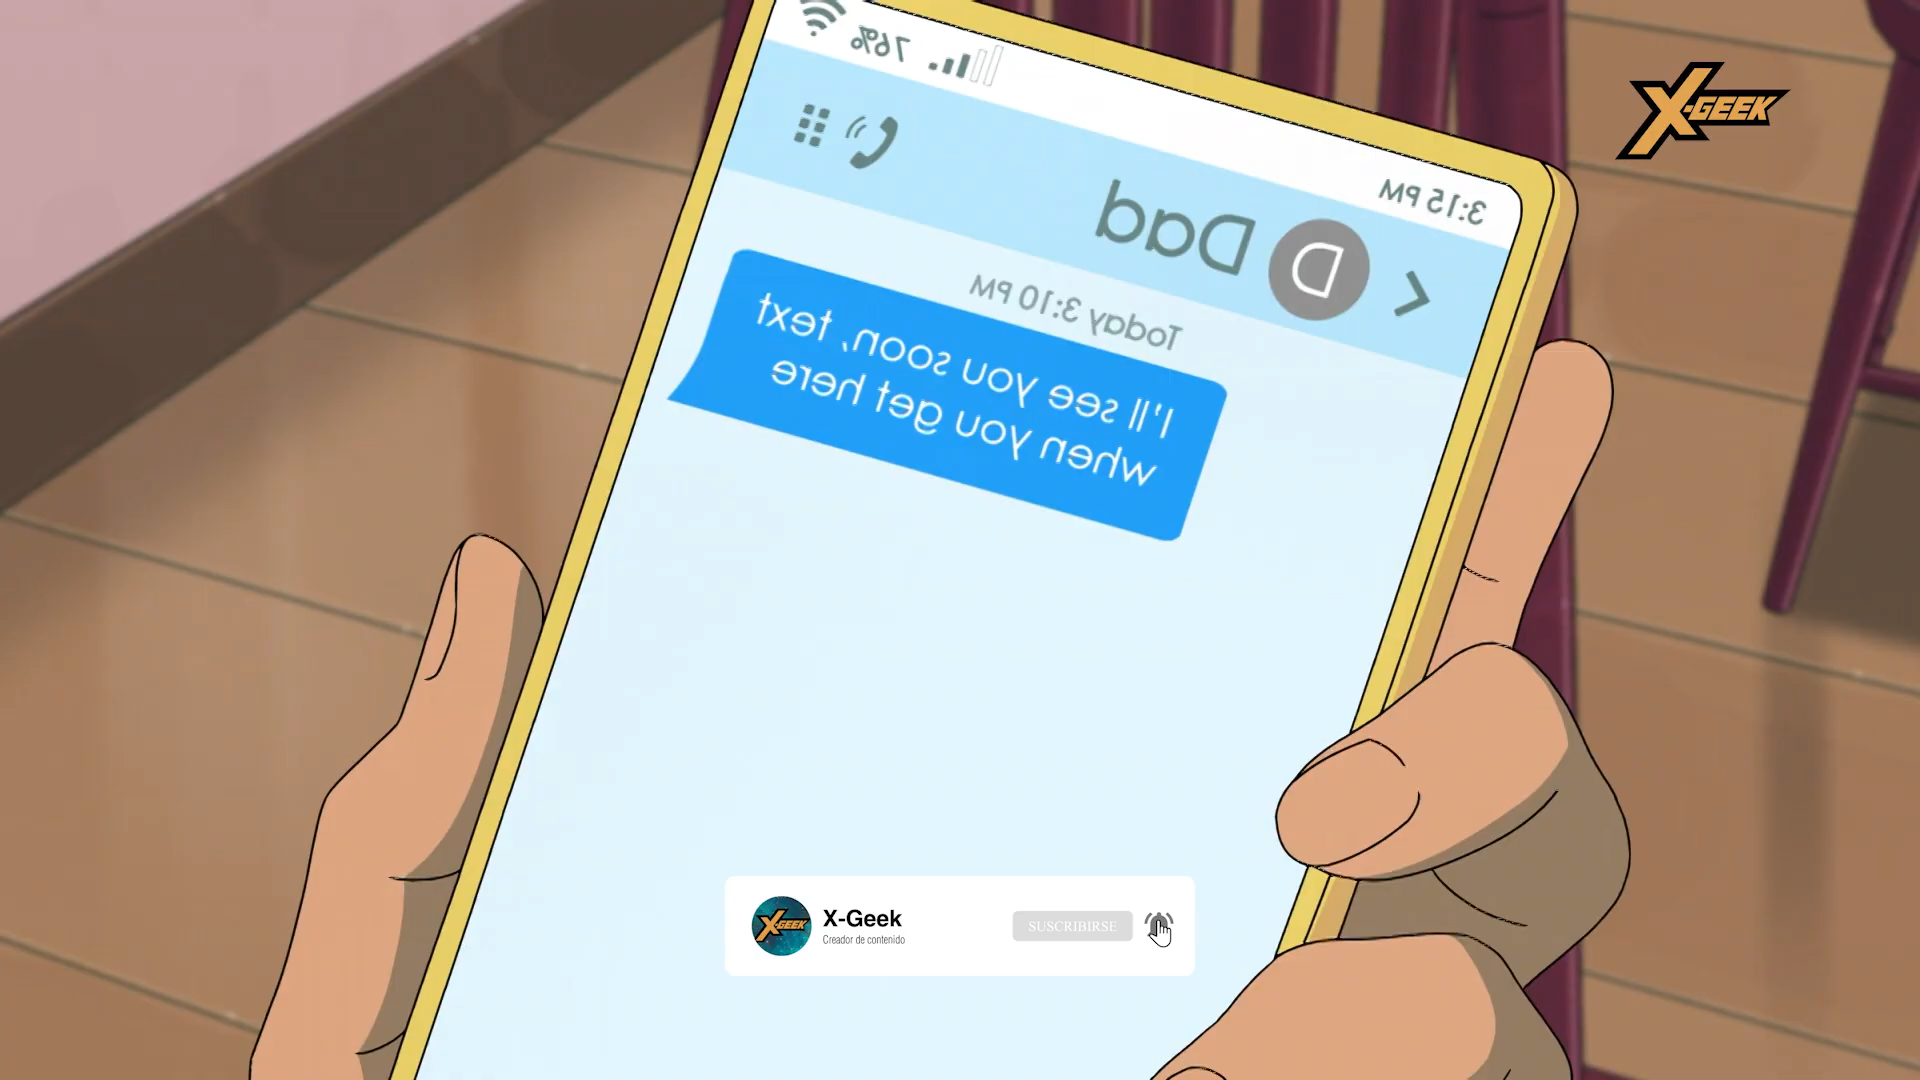 76%
3:15 PM
X-GEEK
D Dad
Today 3:10 PM
I'll see you soon, text
when you get here
X-GEEK
X-Geek
Creador de contenido
SUSCRIBIRSE